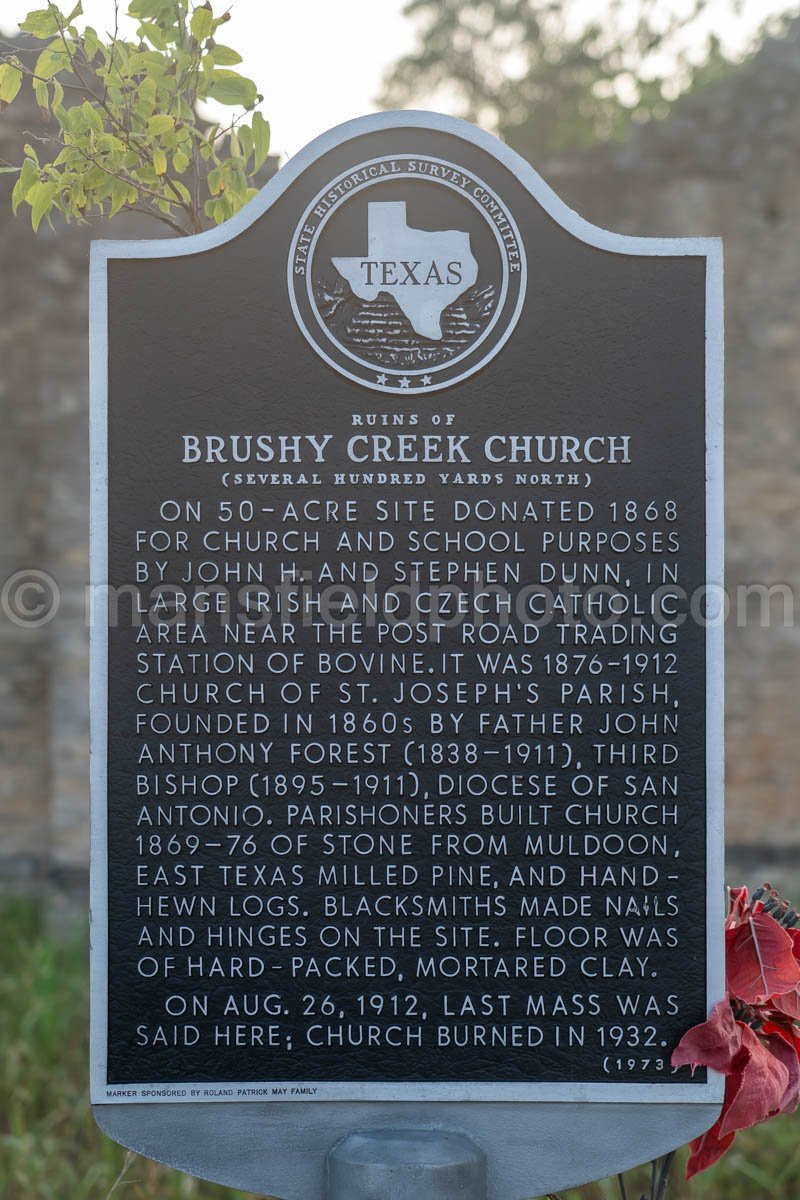 STATE HISTORICAL SURVEY COMMITTEE
TEXAS
RUINS OF
BRUSHY CREEK CHURCH
(SEVERAL HUNDRED YARDS NORTH)
ON 50-ACRE SITE DONATED 1868
FOR CHURCH AND SCHOOL PURPOSES
BY JOHN H. AND STEPHEN DUNN, IN
LARGE IRISH AND CZECH CATHOLIC
AREA NEAR THE POST ROAD TRADING
STATION OF BOVINE. IT WAS 1876-1912
CHURCH OF ST. JOSEPH'S PARISH,
FOUNDED IN 1860s BY FATHER JOHN
ANTHONY FOREST (1838-1911), THIRD
BISHOP (1895-1911), DIOCESE OF SAN
ANTONIO. PARISHONERS BUILT CHURCH
1869-76 OF STONE FROM MULDOON,
EAST TEXAS MILLED PINE, AND HAND-
HEWN LOGS. BLACKSMITHS MADE NAILS
AND HINGES ON THE SITE. FLOOR WAS
OF HARD-PACKED, MORTARED CLAY.
ON AUG. 26, 1912, LAST MASS WAS
SAID HERE; CHURCH BURNED IN 1932.
(1973)
MARKER SPONSORED BY ROLAND PATRICK MAY FAMILY
© mansfieldphoto.com